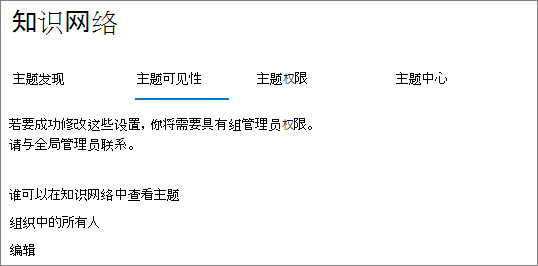 知识网络
主题发现 主题可见性 主题权限 主题中心
若要成功修改这些设置，你将需要具有组管理员权限。
请与全局管理员联系。
谁可以在知识网络中查看主题
组织中的所有人
编辑